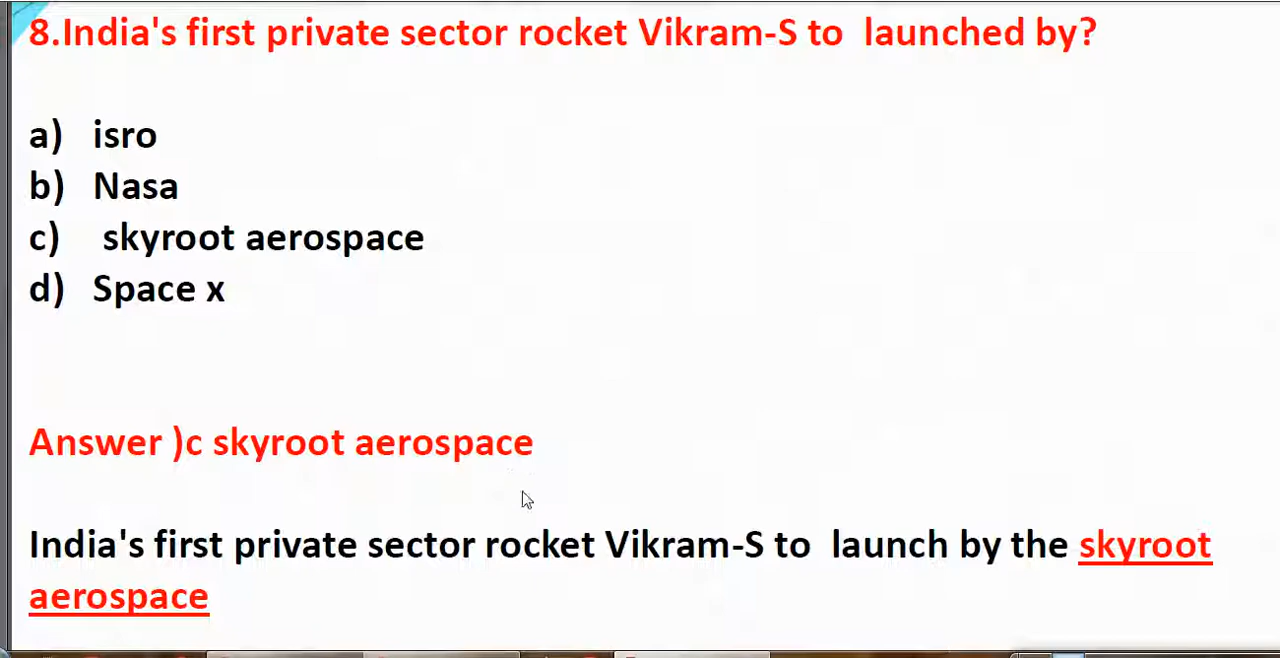 8.India's first private sector rocket Vikram-S to  launched by?
a)   isro
b)   Nasa
c)    skyroot aerospace
d)   Space x
Answer )c skyroot aerospace
India's first private sector rocket Vikram-S to  launch by the skyroot
aerospace